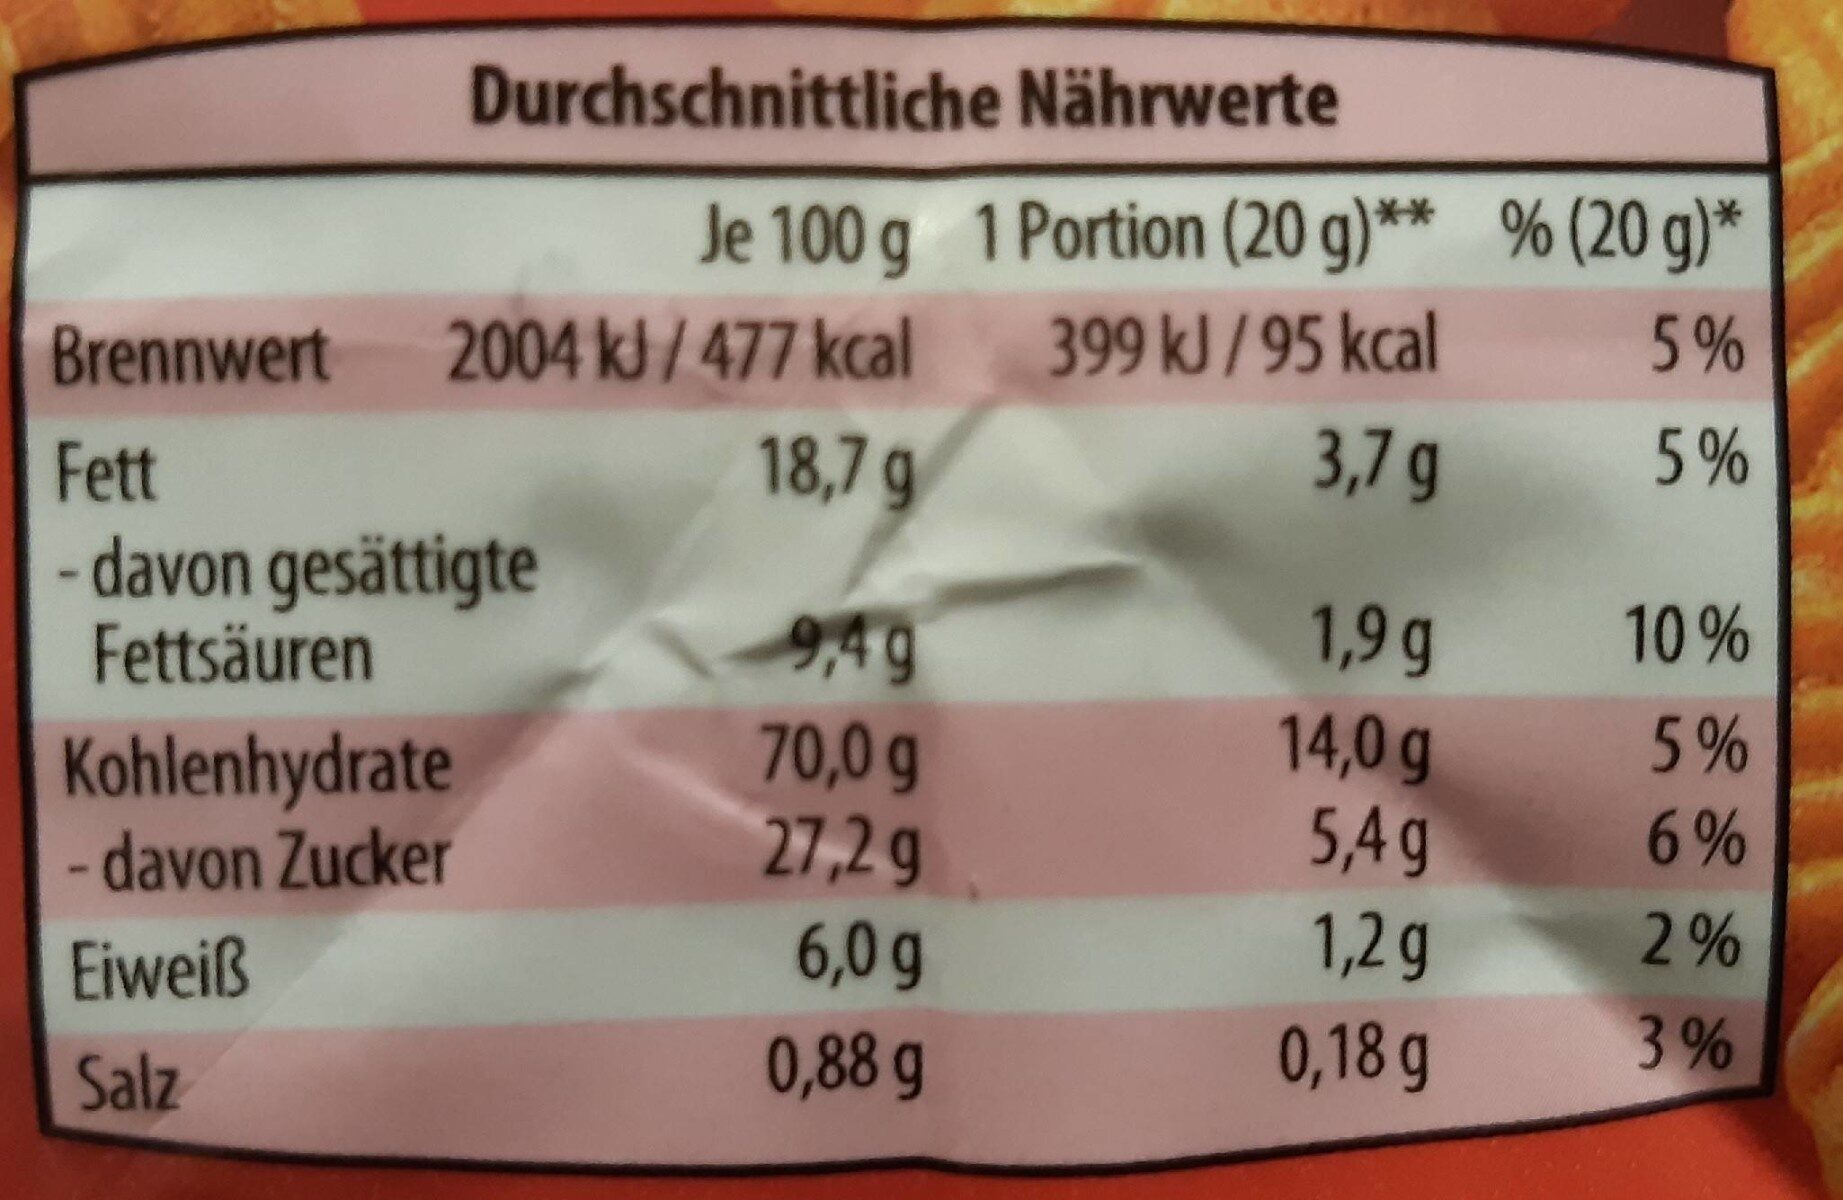 Durchschnittliche Nährwerte
Je 100 g 1 Portion (20 g)** % (20 g)*
Brennwert 2004 kJ / 477 kcal 399 kJ / 95 kcal 5 %
Fett 18,7 g 3,7 g 5 %
- davon gesättigte
Fettsäuren 9,4 g 1,9 g 10 %
Kohlenhydrate 70,0 g 14,0 g 5 %
- davon Zucker 27,2 g 5,4 g 6 %
Eiweiß 6,0 g 1,2 g 2 %
Salz 0,88 g 0,18 g 3 %